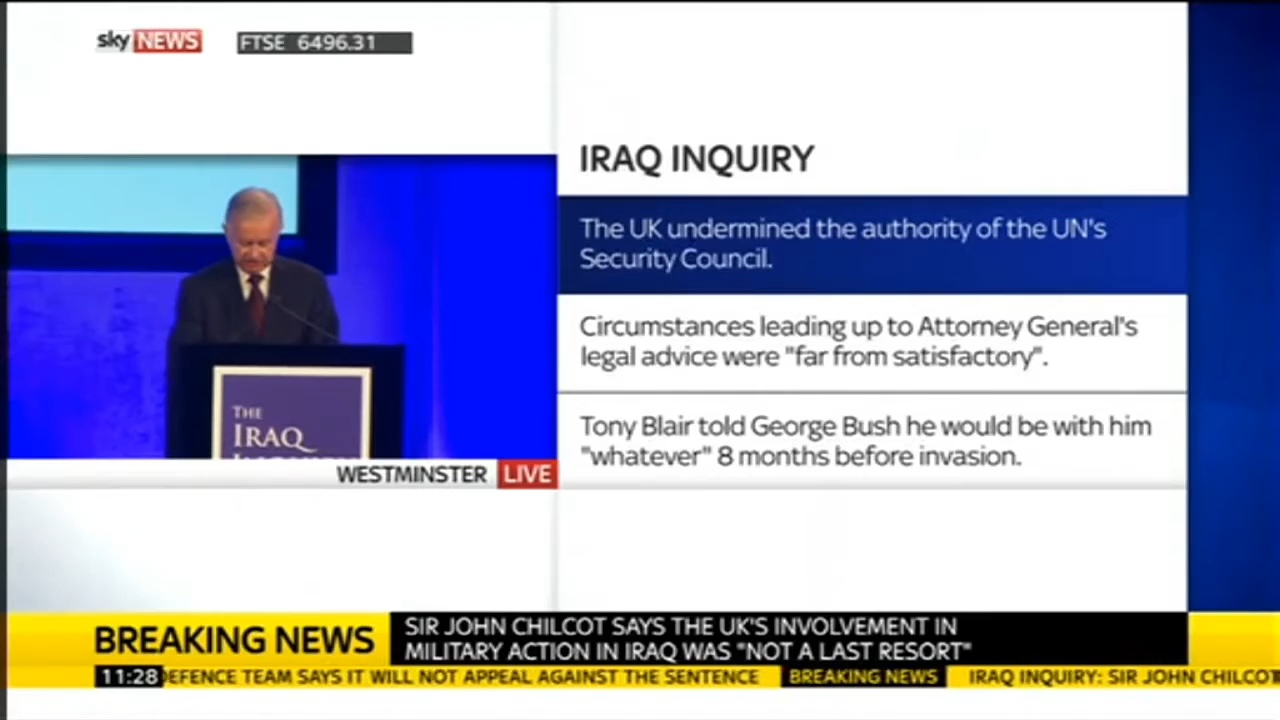 sky NEWS
FTSE 6496.31
IRAQ INQUIRY
The UK undermined the authority of the UN's
Security Council.
Circumstances leading up to Attorney General's
legal advice were "far from satisfactory".
Tony Blair told George Bush he would be with him
"whatever" 8 months before invasion.
THE
IRAQ
WESTMINSTER LIVE
BREAKING NEWS
SIR JOHN CHILCOT SAYS THE UK'S INVOLVEMENT IN
MILITARY ACTION IN IRAQ WAS "NOT A LAST RESORT"
11:28 EFENCE TEAM SAYS IT WILL NOT APPEAL AGAINST THE SENTENCE BREAKING NEWS IRAQ INQUIRY: SIR JOHN CHILCOT